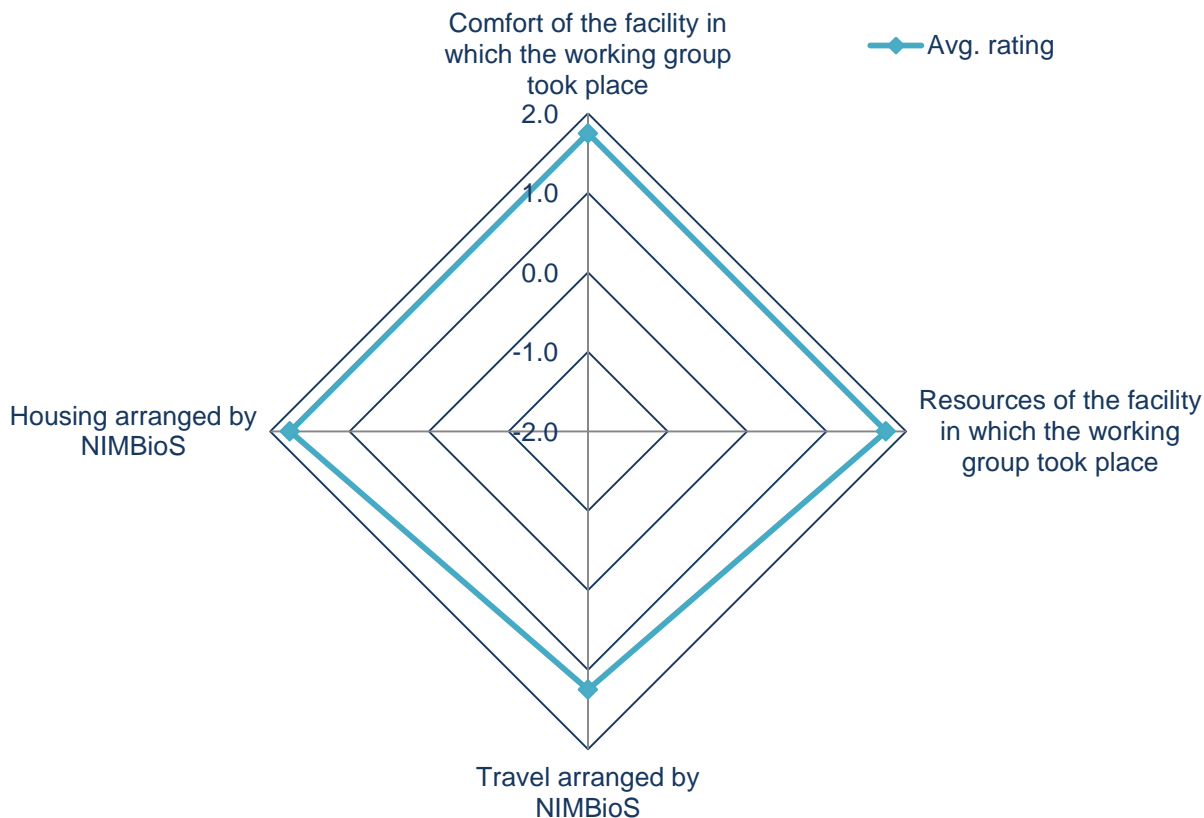 Comfort of the facility in
which the working group
took place
Avg. rating
2.0
1.0
0.0
-1.0
-2.0
Housing arranged by
NIMBioS
Resources of the facility
in which the working
group took place
Travel arranged by
NIMBioS